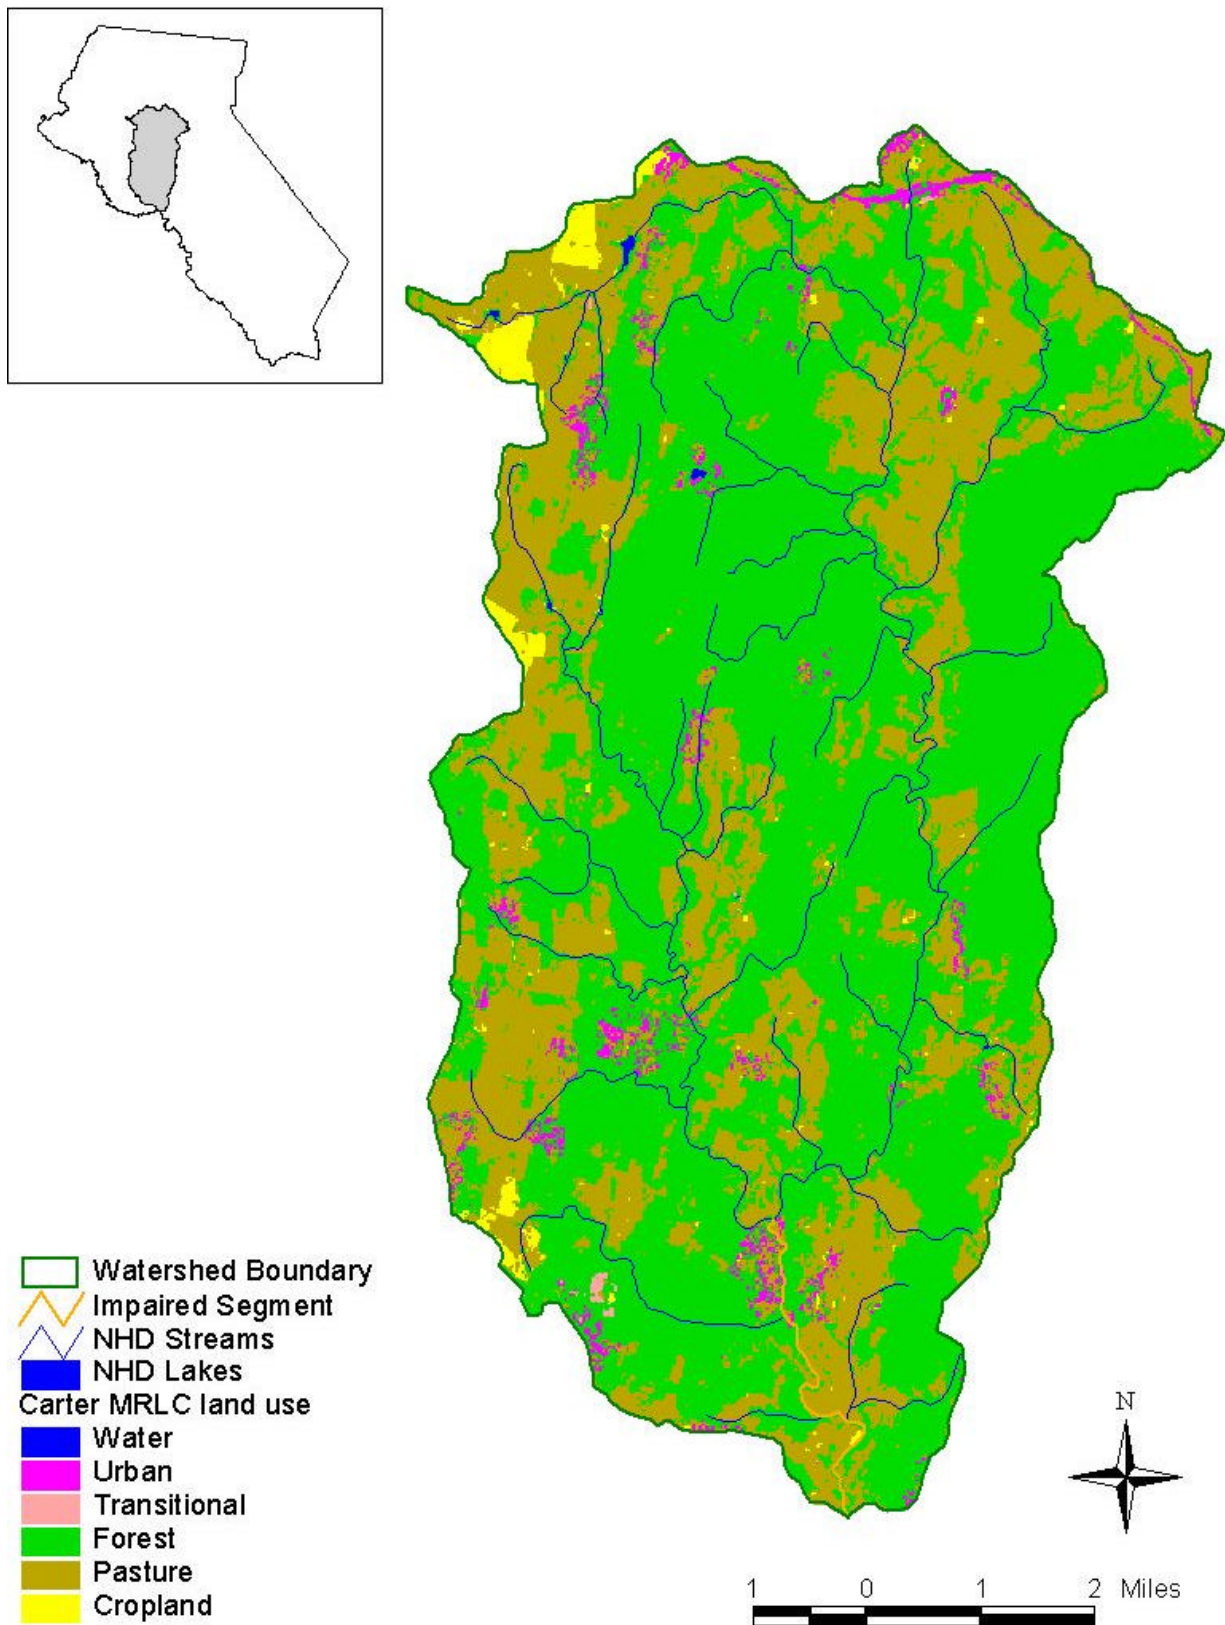 Watershed Boundary
Impaired Segment
NHD Streams
NHD Lakes
Carter MRLC land use
Water
Urban
Transitional
Forest
Pasture
Cropland
N
1 0 1 2 Miles